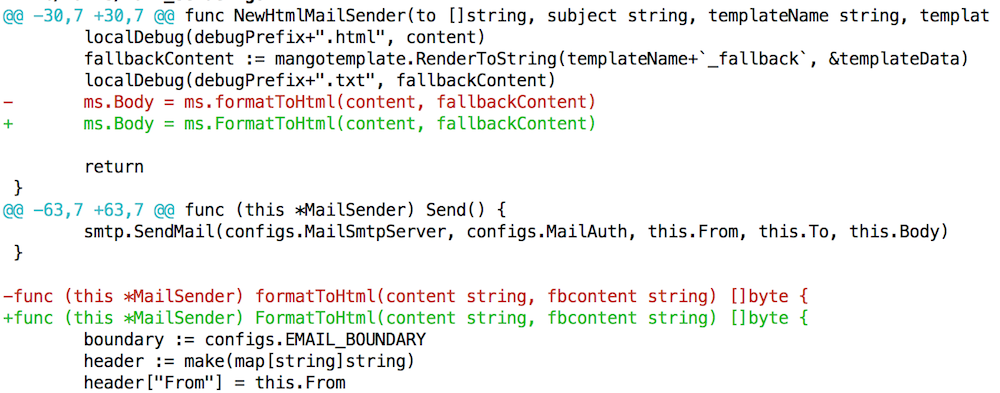 @@ -30,7 +30,7 @@ func NewHtmlMailSender(to []string, subject string, templateName string, templat
        localDebug(debugPrefix+".html", content)
        fallbackContent := mangotemplate.RenderToString(templateName+`_fallback`, &templateData)
        localDebug(debugPrefix+".txt", fallbackContent)
-       ms.Body = ms.formatToHtml(content, fallbackContent)
+       ms.Body = ms.FormatToHtml(content, fallbackContent)
        return
 }
@@ -63,7 +63,7 @@ func (this *MailSender) Send() {
        smtp.SendMail(configs.MailSmtpServer, configs.MailAuth, this.From, this.To, this.Body)
 }
-func (this *MailSender) formatToHtml(content string, fbcontent string) []byte {
+func (this *MailSender) FormatToHtml(content string, fbcontent string) []byte {
        boundary := configs.EMAIL_BOUNDARY
        header := make(map[string]string)
        header["From"] = this.From